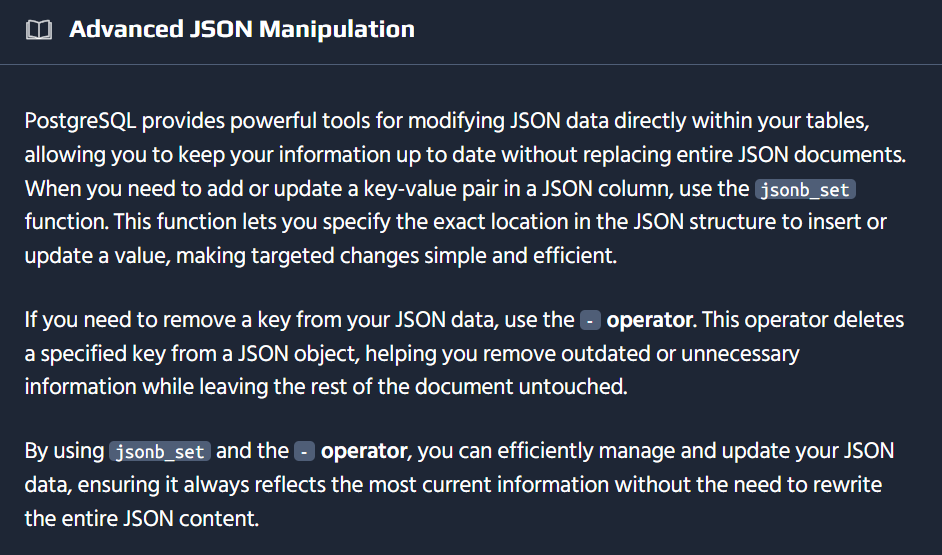 Advanced JSON Manipulation
PostgreSQL provides powerful tools for modifying JSON data directly within your tables,
allowing you to keep your information up to date without replacing entire JSON documents.
When you need to add or update a key-value pair in a JSON column, use the jsonb_set
function. This function lets you specify the exact location in the JSON structure to insert or
update a value, making targeted changes simple and efficient.
If you need to remove a key from your JSON data, use the - operator. This operator deletes
a specified key from a JSON object, helping you remove outdated or unnecessary
information while leaving the rest of the document untouched.
By using jsonb_set and the - operator, you can efficiently manage and update your JSON
data, ensuring it always reflects the most current information without the need to rewrite
the entire JSON content.